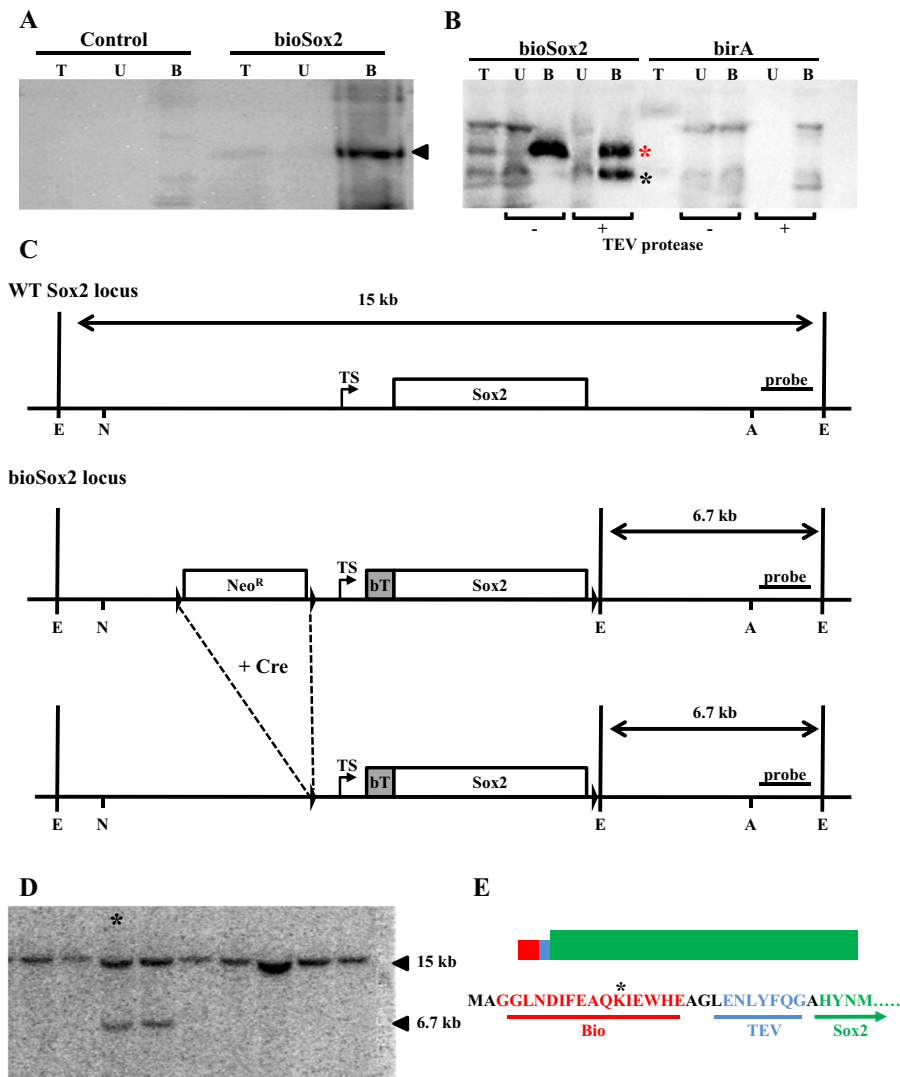 A
Control bioSox2
T U B T U B
B
bioSox2 birA
T U B U B T U B U B
*
*
- + - +
TEV protease
C
WT Sox2 locus
15 kb
TS
Sox2
probe
E N A E
bioSox2 locus
6.7 kb
TS
Neoᴿ bT Sox2
probe
E N E A E
+ Cre
6.7 kb
TS
bT Sox2
probe
E N E A E
D
*
15 kb
6.7 kb
E
*
MAGGLNDIFEAQKIEWHEAGLENLYFQGAHYNM.....
Bio TEV Sox2